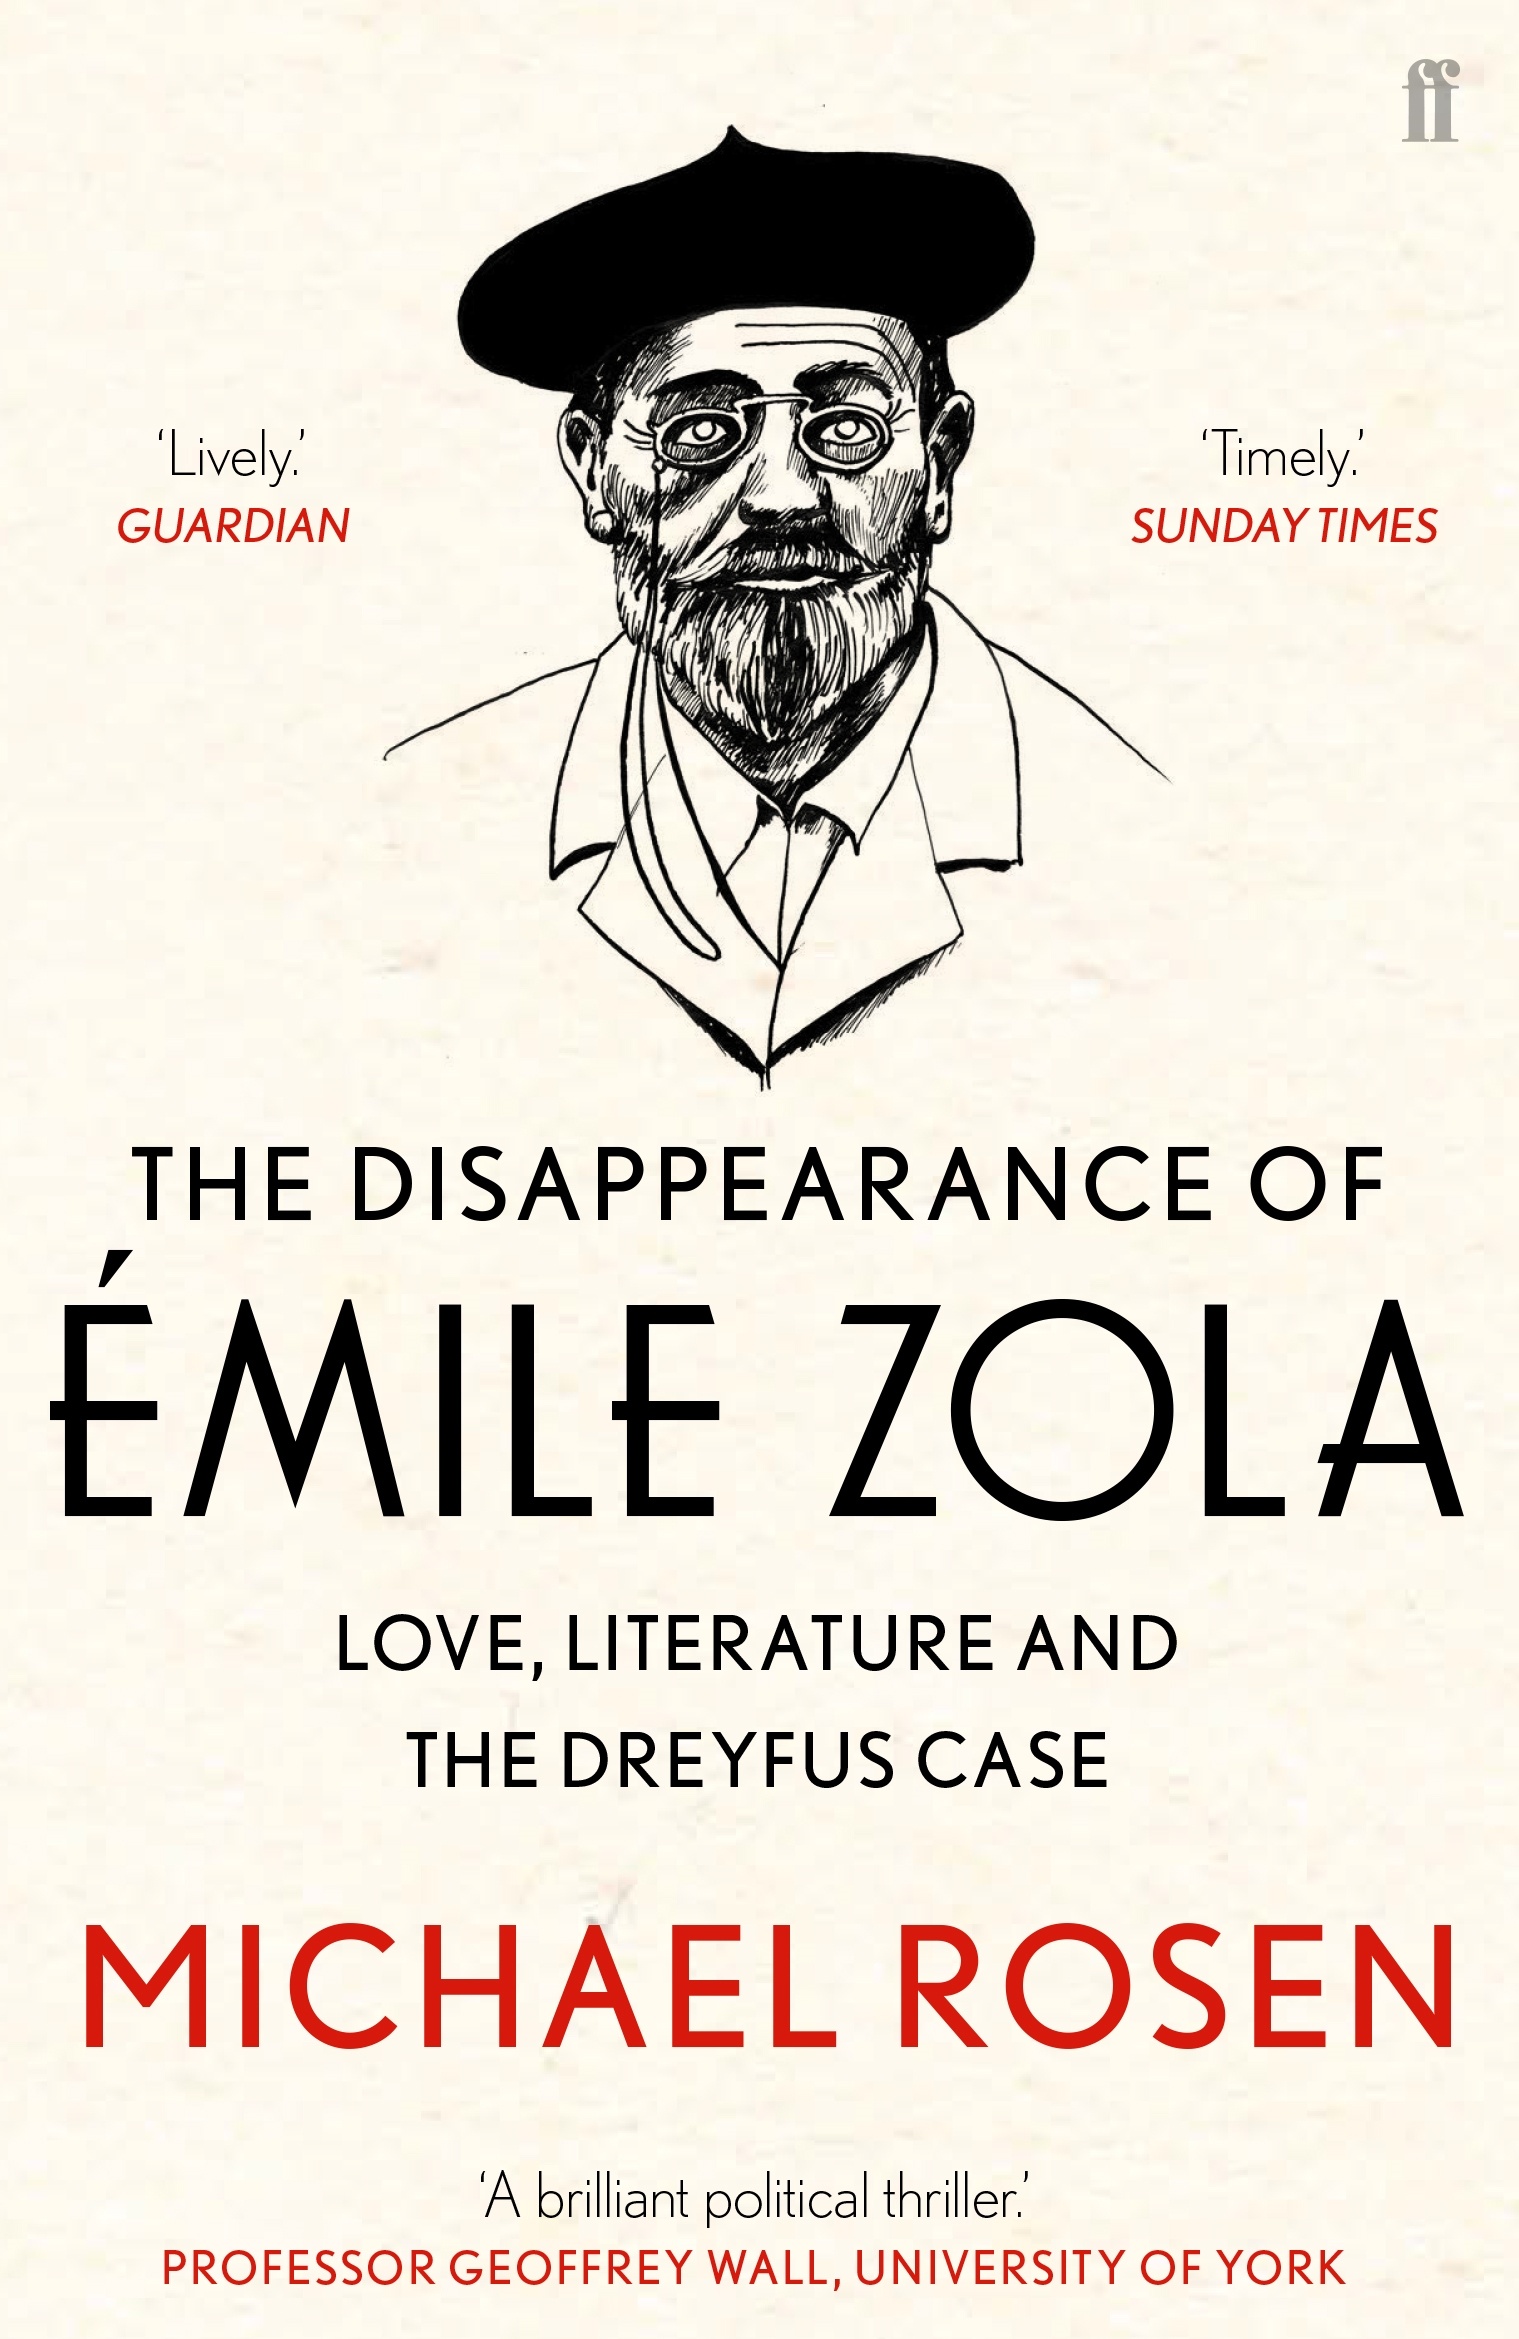 ff
‘Lively.’
GUARDIAN
‘Timely.’
SUNDAY TIMES
THE DISAPPEARANCE OF
ÉMILE ZOLA
LOVE, LITERATURE AND
THE DREYFUS CASE
MICHAEL ROSEN
‘A brilliant political thriller.’
PROFESSOR GEOFFREY WALL, UNIVERSITY OF YORK